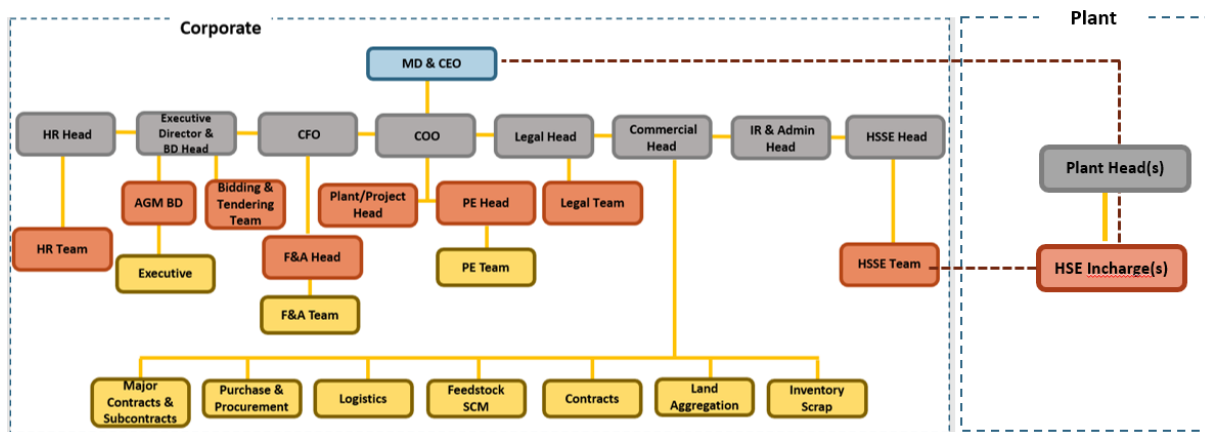 Corporate
Plant
MD & CEO
HR Head
Executive
Director &
BD Head
CFO
COO
Legal Head
Commercial
Head
IR & Admin
Head
HSSE Head
Plant Head(s)
AGM BD
Bidding &
Tendering
Team
Plant/Project
Head
PE Head
Legal Team
HR Team
Executive
F&A Head
PE Team
HSSE Team
HSE Incharge(s)
F&A Team
Major
Contracts &
Subcontracts
Purchase &
Procurement
Logistics
Feedstock
SCM
Contracts
Land
Aggregation
Inventory
Scrap